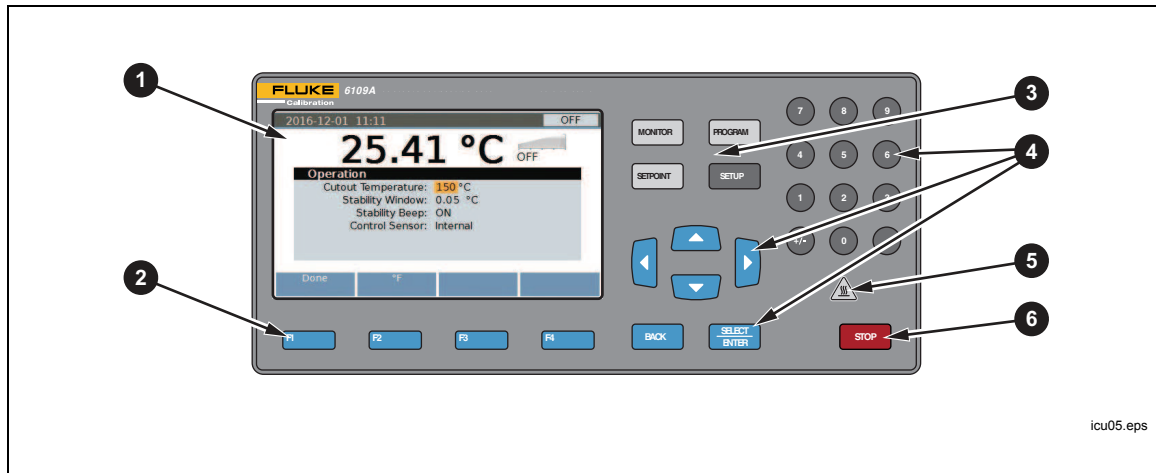 1
FLUKE 6109A
Calibration
2016-12-01 11:11 OFF
25.41 °C OFF
Operation
Cutout Temperature: 150 °C
Stability Window: 0.05 °C
Stability Beep: ON
Control Sensor: Internal
Done °F
2
F1 F2 F3 F4
MONITOR PROGRAM
SETPOINT SETUP
BACK SELECT
ENTER
7 8 9
4 5 6
1 2 3
+/- 0 .
STOP
3
4
5
6
icu05.eps